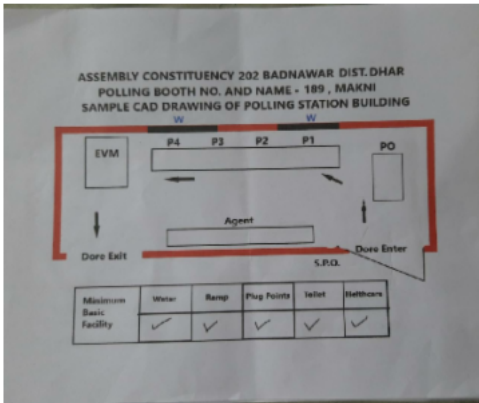 ASSEMBLY CONSTITUENCY 202 BADNAWAR DIST. DHAR
POLLING BOOTH NO. AND NAME - 189 , MAKNI
SAMPLE CAD DRAWING OF POLLING STATION BUILDING
W W
EVM P4 P3 P2 P1 PO
Agent
Dore Exit Dore Enter
S.P.O.
Minimum Basic Facility
Water Ramp Plug Points Toilet Helthcare